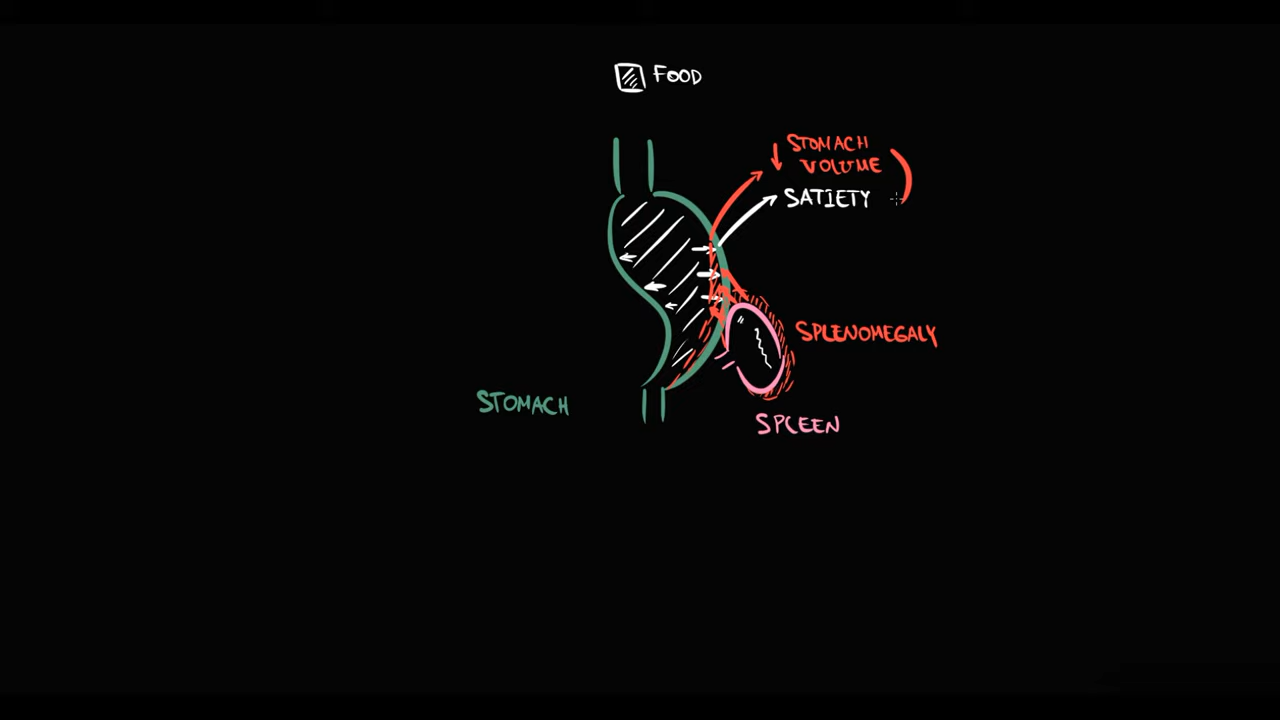 FOOD
↓ STOMACH
VOLUME
SATIETY
SPLENOMEGALY
STOMACH
SPLEEN